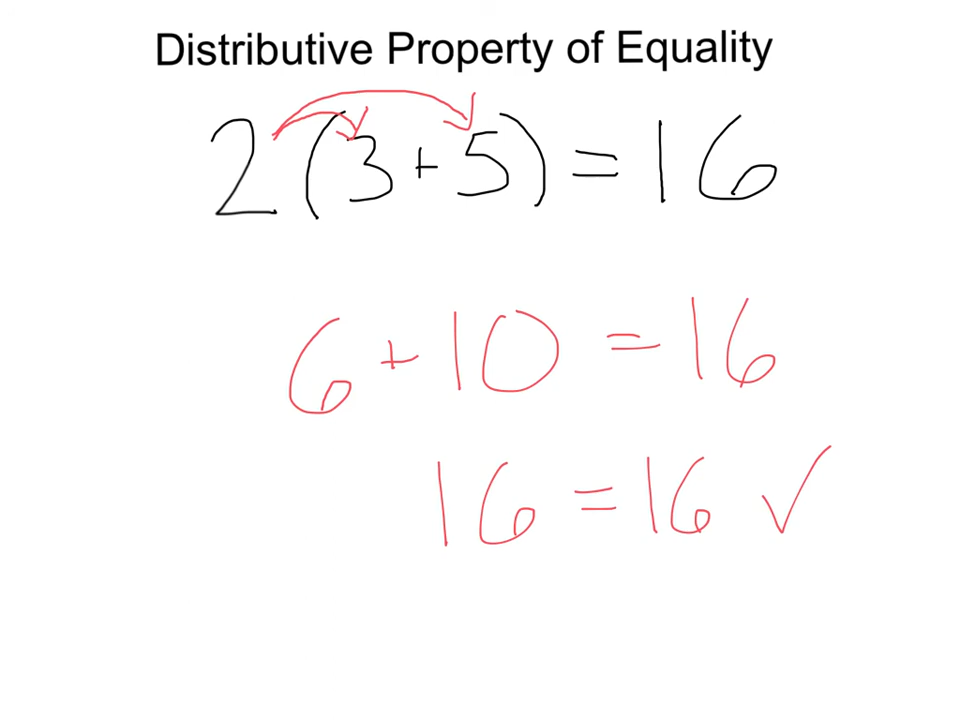 Distributive Property of Equality
2(3+5)=16
6+10=16
16=16 ✓